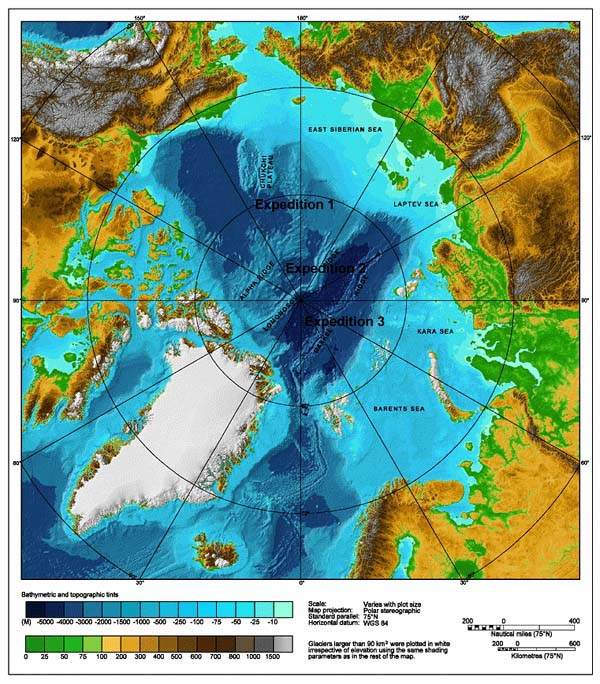 150°
180°
150°
120°
120°
EAST SIBERIAN SEA
CHUKCHI
PLATEAU
LAPTEV SEA
Expedition 1
Expedition 2
RIDGE
ALPHA RIDGE
RIDGE
90°
90°
Expedition 3
KARA SEA
BARENTS SEA
60°
60°
30°
0°
30°
Bathymetric and topographic tints
(M) -5000 -4000 -3000 -2000 -1500 -1000 -500 -250 -100 -75 -50 -25 -10
0 25 50 100 200 300 400 500 600 700 800 1000 1500
Scale: Varies with plot size
Map projection: Polar stereographic
Standard parallel: 75°N
Horizontal datum: WGS 84
Glaciers larger than 90 km² were plotted in white
irrespective of elevation using the same shading
parameters as in the rest of the map.
200 0 400
Nautical miles (75°N)
200 0 600
Kilometres (75°N)